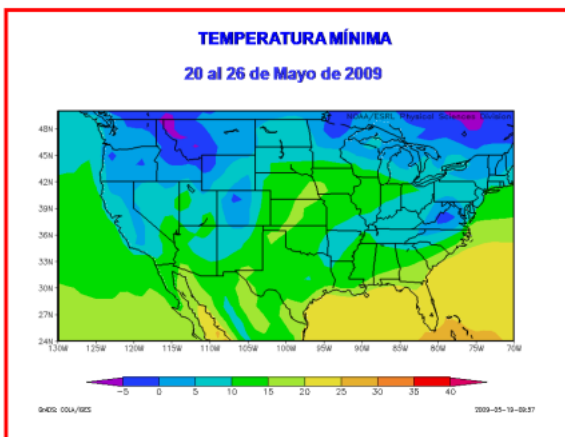 TEMPERATURA MÍNIMA
20 al 26 de Mayo de 2009
NOAA/ESRL Physical Sciences Division
48N
45N
42N
39N
36N
33N
30N
27N
24N
130W 125W 120W 115W 110W 105W 100W 95W 90W 85W 80W 75W 70W
-5 0 5 10 15 20 25 30 35 40
GrADS: COLA/IGES 2009-05-19-09:57